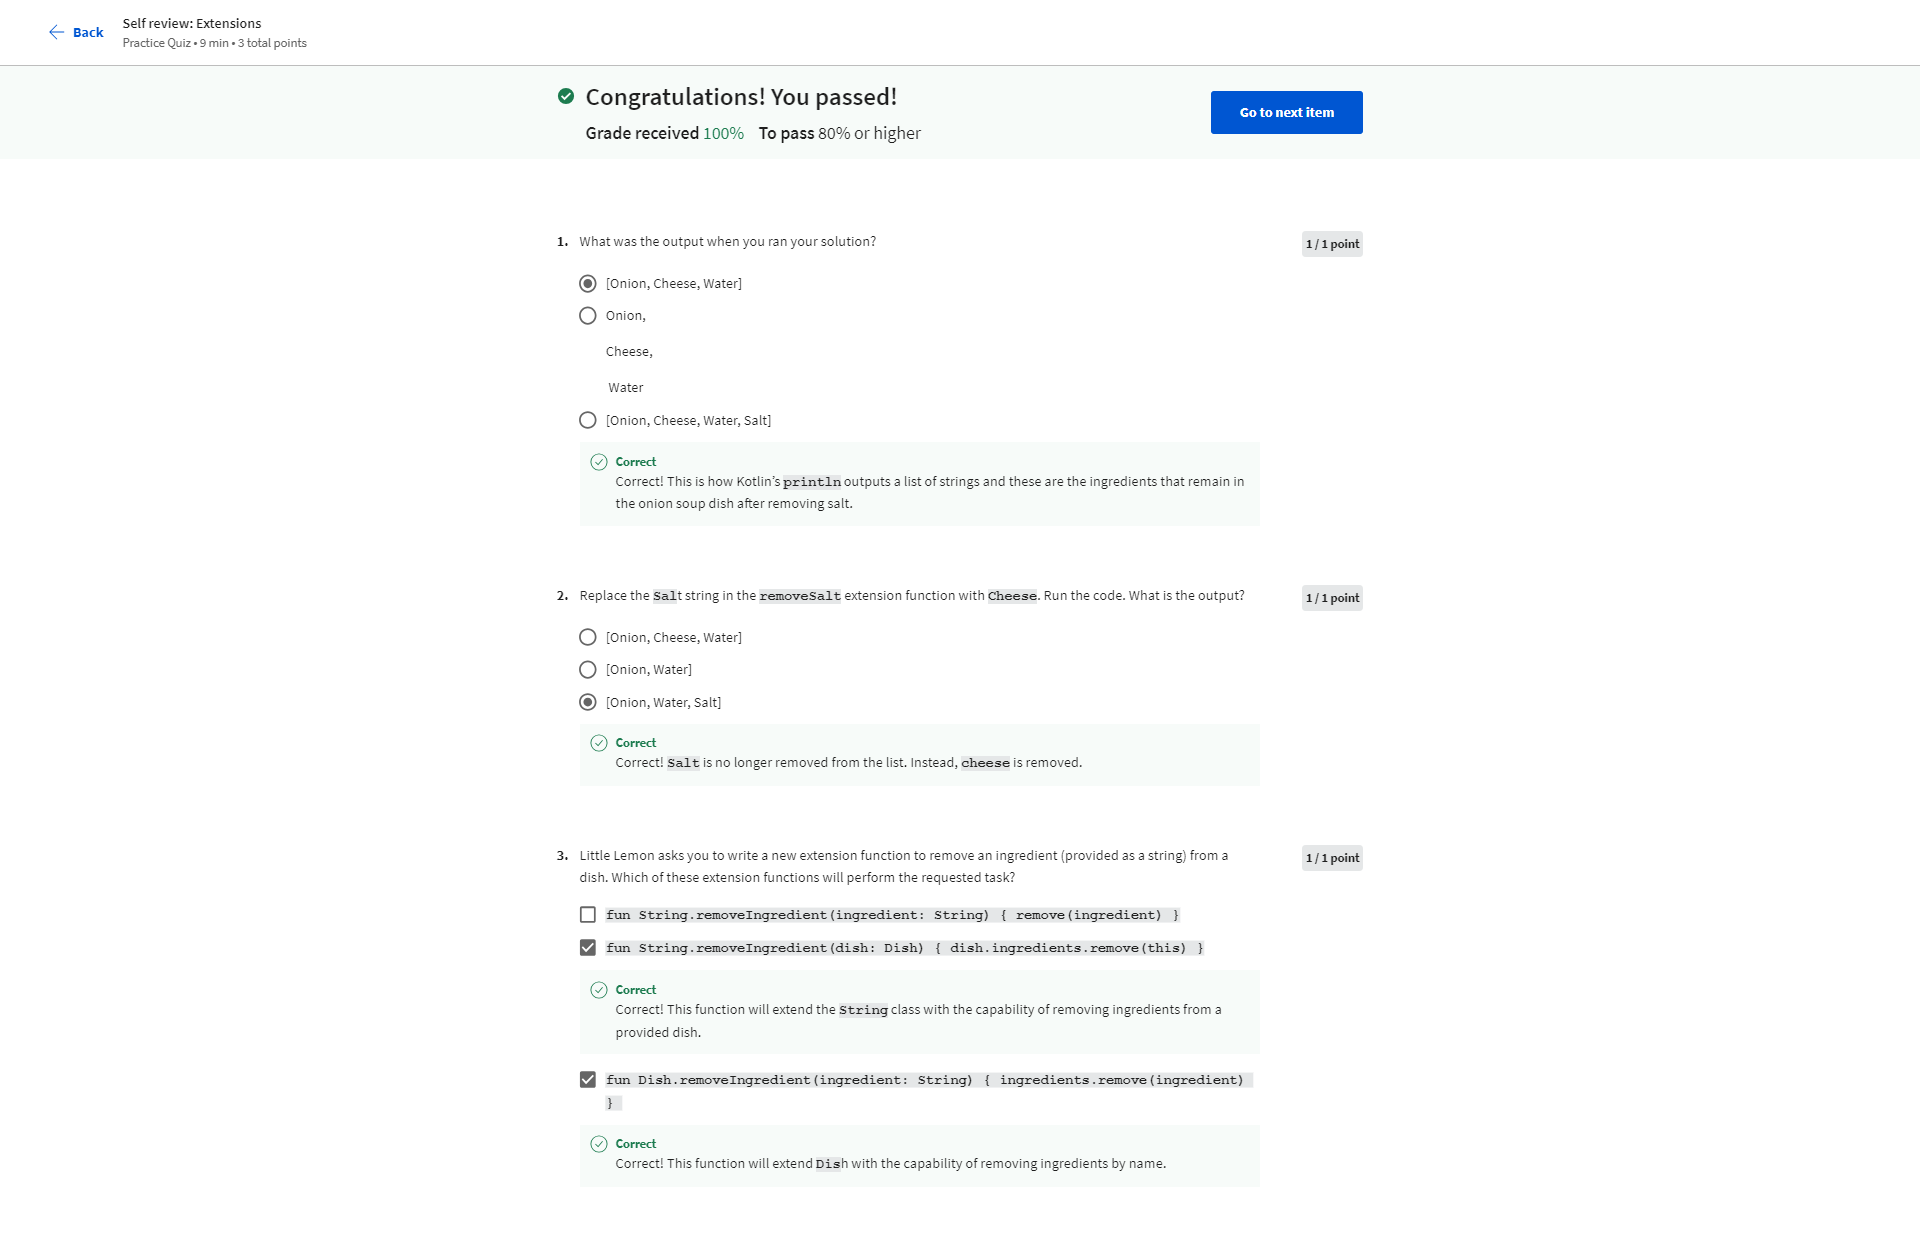 Back
Self review: Extensions
Practice Quiz • 9 min • 3 total points
Congratulations! You passed!
Grade received 100% To pass 80% or higher
Go to next item
1. What was the output when you ran your solution?
1 / 1 point
[Onion, Cheese, Water]
Onion,
Cheese,
Water
[Onion, Cheese, Water, Salt]
Correct
Correct! This is how Kotlin’s println outputs a list of strings and these are the ingredients that remain in
the onion soup dish after removing salt.
2. Replace the Salt string in the removeSalt extension function with Cheese. Run the code. What is the output?
1 / 1 point
[Onion, Cheese, Water]
[Onion, Water]
[Onion, Water, Salt]
Correct
Correct! Salt is no longer removed from the list. Instead, cheese is removed.
3. Little Lemon asks you to write a new extension function to remove an ingredient (provided as a string) from a
dish. Which of these extension functions will perform the requested task?
1 / 1 point
fun String.removeIngredient(ingredient: String) { remove(ingredient) }
fun String.removeIngredient(dish: Dish) { dish.ingredients.remove(this) }
Correct
Correct! This function will extend the String class with the capability of removing ingredients from a
provided dish.
fun Dish.removeIngredient(ingredient: String) { ingredients.remove(ingredient)
}
Correct
Correct! This function will extend Dish with the capability of removing ingredients by name.